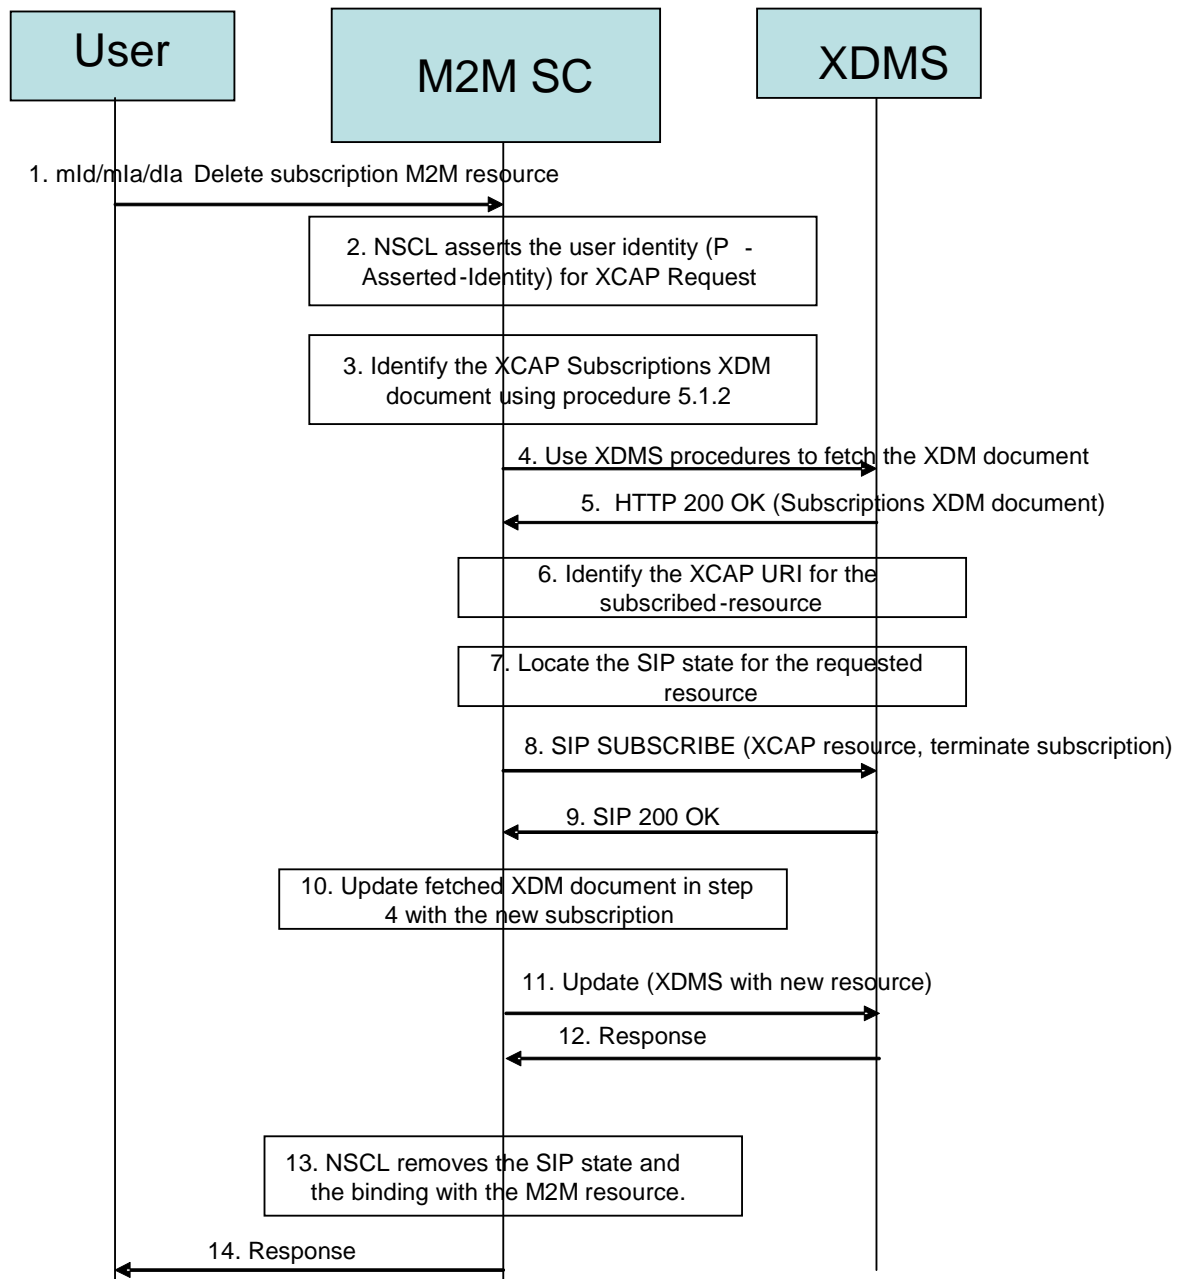 User
M2M SC
XDMS
1. mId/mIa/dIa Delete subscription M2M resource
2. NSCL asserts the user identity (P -
Asserted-Identity) for XCAP Request
3. Identify the XCAP Subscriptions XDM
document using procedure 5.1.2
4. Use XDMS procedures to fetch the XDM document
5. HTTP 200 OK (Subscriptions XDM document)
6. Identify the XCAP URI for the
subscribed-resource
7. Locate the SIP state for the requested
resource
8. SIP SUBSCRIBE (XCAP resource, terminate subscription)
9. SIP 200 OK
10. Update fetched XDM document in step
4 with the new subscription
11. Update (XDMS with new resource)
12. Response
13. NSCL removes the SIP state and
the binding with the M2M resource.
14. Response